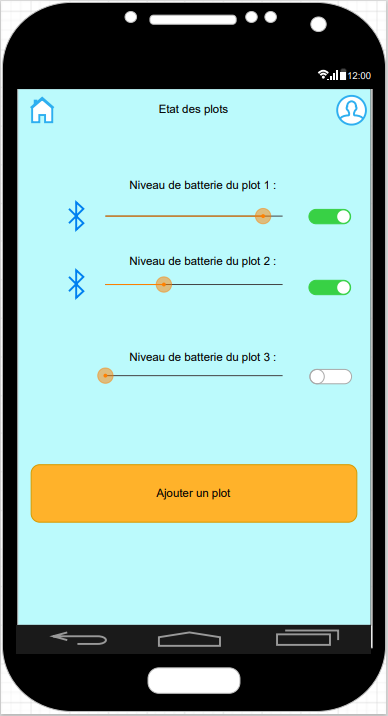 12:00
Etat des plots
Niveau de batterie du plot 1 :
Niveau de batterie du plot 2 :
Niveau de batterie du plot 3 :
Ajouter un plot